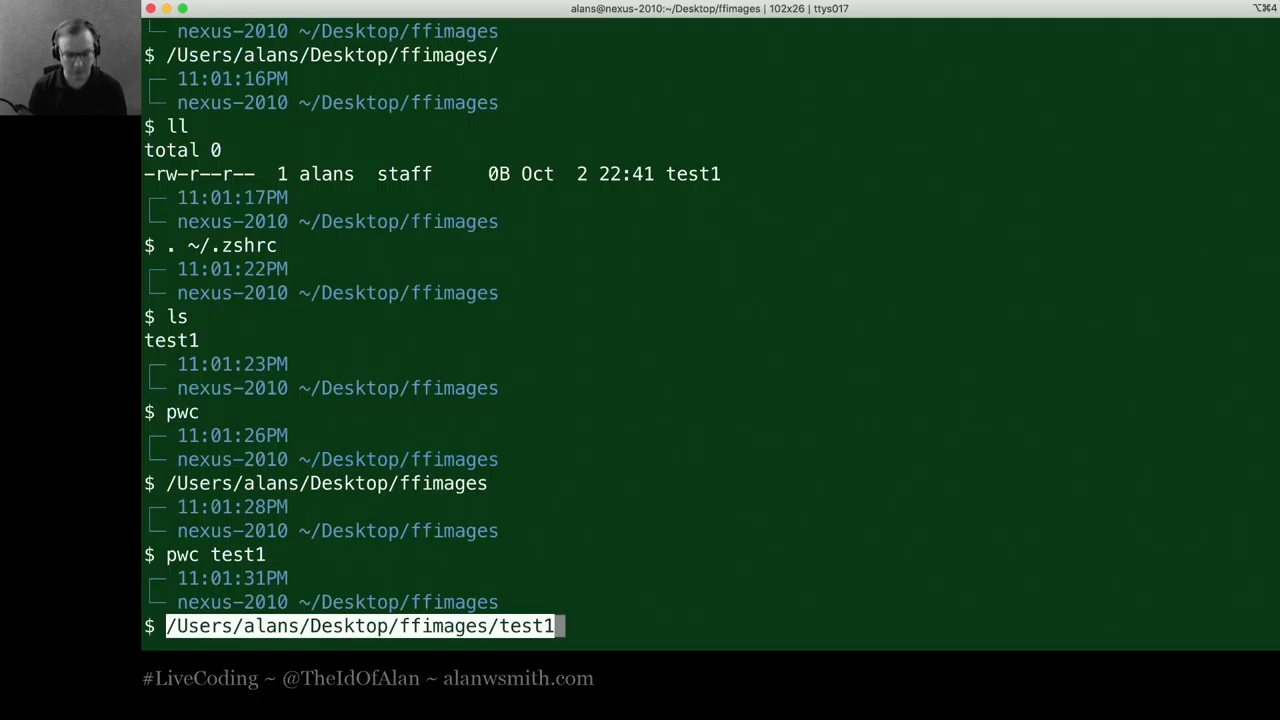 alans@nexus-2010:~/Desktop/ffimages | 102x26 | ttys017
⌥⌘4
nexus-2010 ~/Desktop/ffimages
$ /Users/alans/Desktop/ffimages/
11:01:16PM
nexus-2010 ~/Desktop/ffimages
$ ll
total 0
-rw-r--r--  1 alans  staff     0B Oct  2 22:41 test1
11:01:17PM
nexus-2010 ~/Desktop/ffimages
$ . ~/.zshrc
11:01:22PM
nexus-2010 ~/Desktop/ffimages
$ ls
test1
11:01:23PM
nexus-2010 ~/Desktop/ffimages
$ pwc
11:01:26PM
nexus-2010 ~/Desktop/ffimages
$ /Users/alans/Desktop/ffimages
11:01:28PM
nexus-2010 ~/Desktop/ffimages
$ pwc test1
11:01:31PM
nexus-2010 ~/Desktop/ffimages
$ /Users/alans/Desktop/ffimages/test1
#LiveCoding ~ @TheIdOfAlan ~ alanwsmith.com